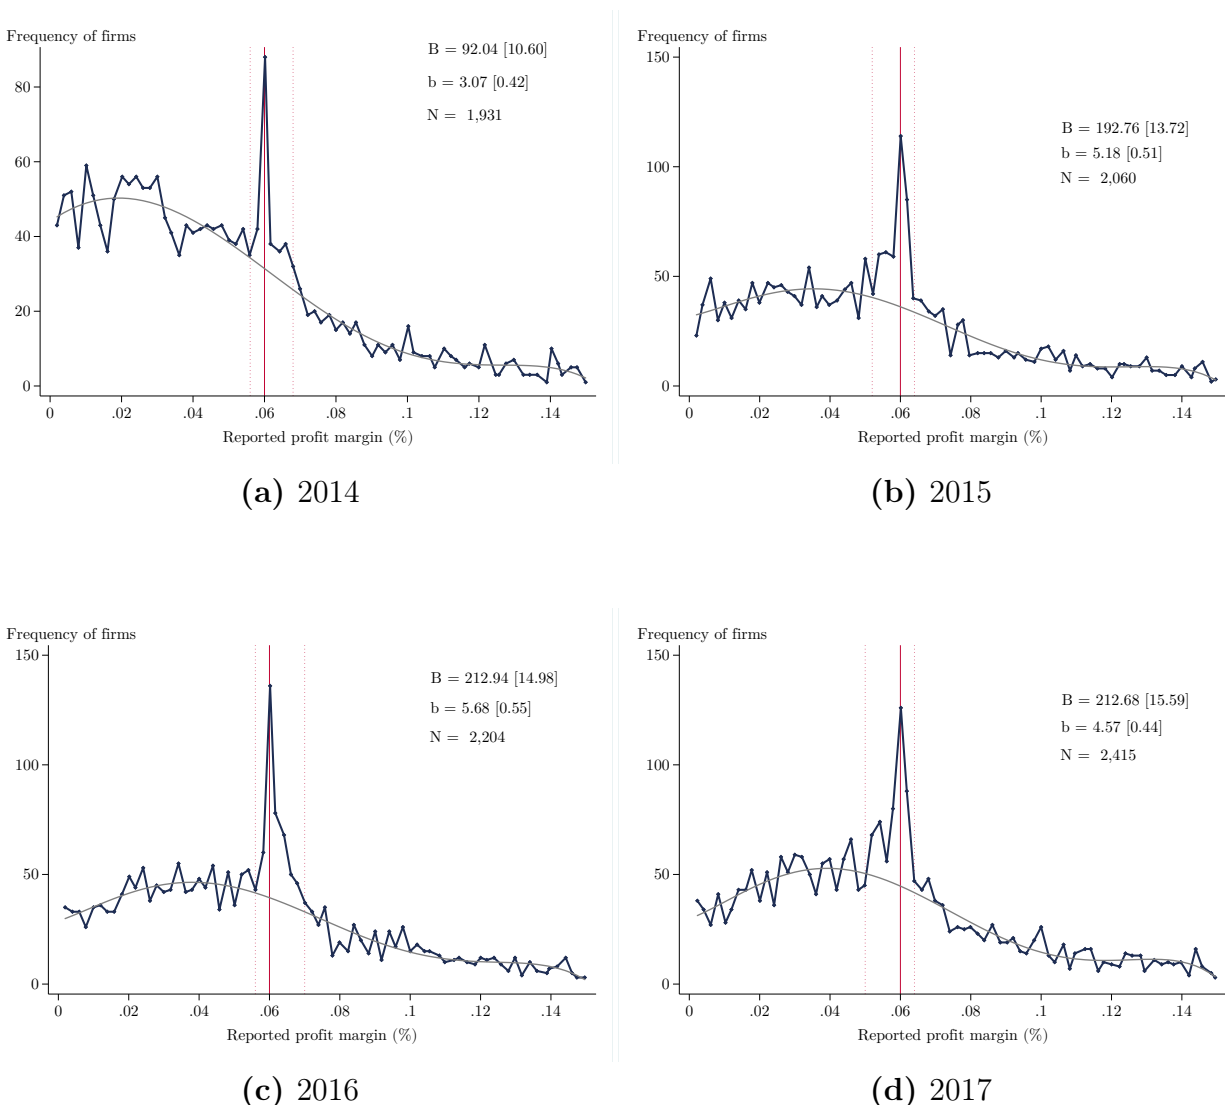 Frequency of firms
B = 92.04 [10.60]
b = 3.07 [0.42]
N = 1,931
80
60
40
20
0
0 .02 .04 .06 .08 .1 .12 .14
Reported profit margin (%)
(a) 2014
Frequency of firms
150
B = 192.76 [13.72]
b = 5.18 [0.51]
N = 2,060
100
50
0
0 .02 .04 .06 .08 .1 .12 .14
Reported profit margin (%)
(b) 2015
Frequency of firms
150
B = 212.94 [14.98]
b = 5.68 [0.55]
N = 2,204
100
50
0
0 .02 .04 .06 .08 .1 .12 .14
Reported profit margin (%)
(c) 2016
Frequency of firms
150
B = 212.68 [15.59]
b = 4.57 [0.44]
N = 2,415
100
50
0
0 .02 .04 .06 .08 .1 .12 .14
Reported profit margin (%)
(d) 2017